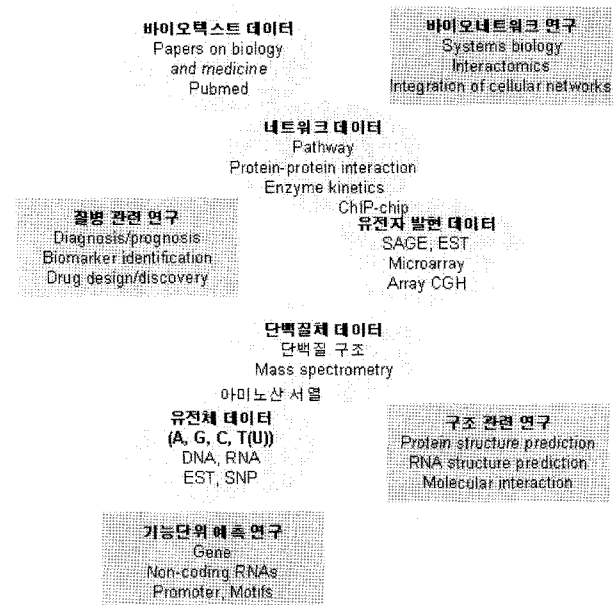 바이오텍스트 데이터
Papers on biology
and medicine
Pubmed
바이오네트워크 연구
Systems biology
Interactomics
Integration of cellular networks
네트워크 데이터
Pathway
Protein-protein interaction
Enzyme kinetics
ChIP-chip
질병 관련 연구
Diagnosis/prognosis
Biomarker identification
Drug design/discovery
유전자 발현 데이터
SAGE, EST
Microarray
Array CGH
단백질체 데이터
단백질 구조
Mass spectrometry
아미노산 서열
유전체 데이터
(A, G, C, T(U))
DNA, RNA
EST, SNP
구조 관련 연구
Protein structure prediction
RNA structure prediction
Molecular interaction
기능단위 예측 연구
Gene
Non-coding RNAs
Promoter, Motifs